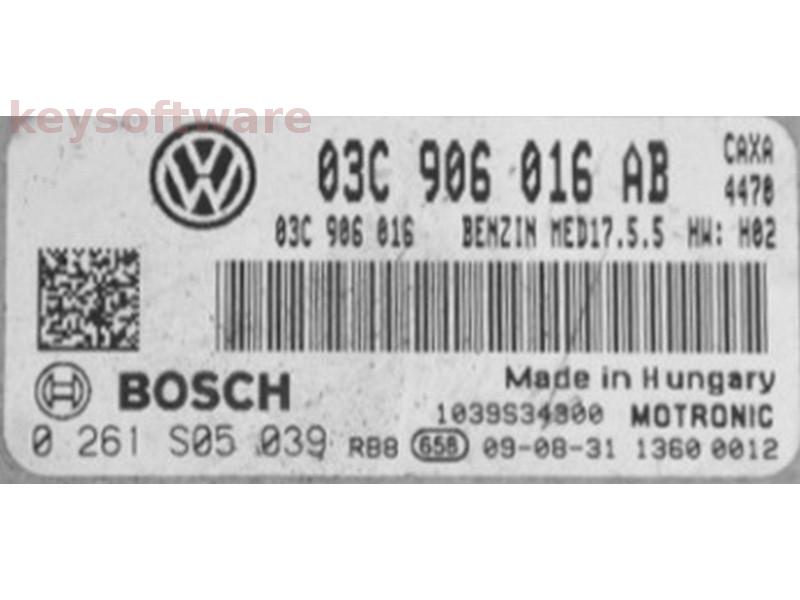 keysoftware
03C 906 016 AB CAXA
4470
03C 906 016 BENZIN MED17.5.5 HW: H02
BOSCH Made in Hungary
1039S34300 MOTRONIC
0 261 S05 039 RB8 658 09-08-31 1360 0012